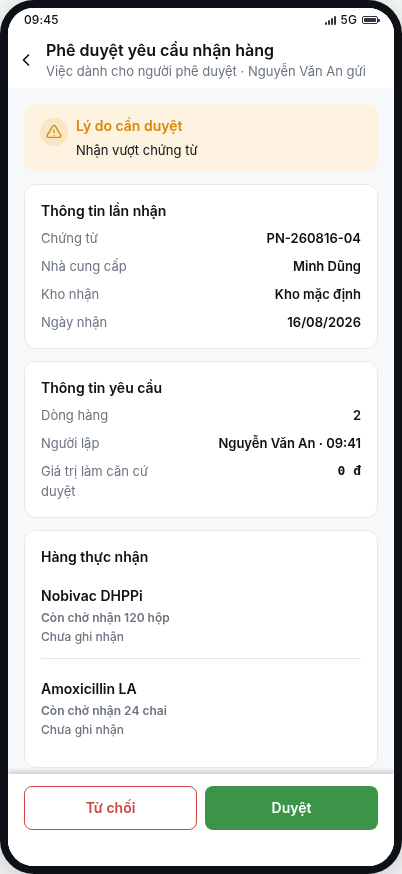 09:45 5G
Phê duyệt yêu cầu nhận hàng
Việc dành cho người phê duyệt · Nguyễn Văn An gửi
Lý do cần duyệt
Nhận vượt chứng từ
Thông tin lần nhận
Chứng từ PN-260816-04
Nhà cung cấp Minh Dũng
Kho nhận Kho mặc định
Ngày nhận 16/08/2026
Thông tin yêu cầu
Dòng hàng 2
Người lập Nguyễn Văn An · 09:41
Giá trị làm căn cứ 0 đ
duyệt
Hàng thực nhận
Nobivac DHPPi
Còn chờ nhận 120 hộp
Chưa ghi nhận
Amoxicillin LA
Còn chờ nhận 24 chai
Chưa ghi nhận
Từ chối Duyệt